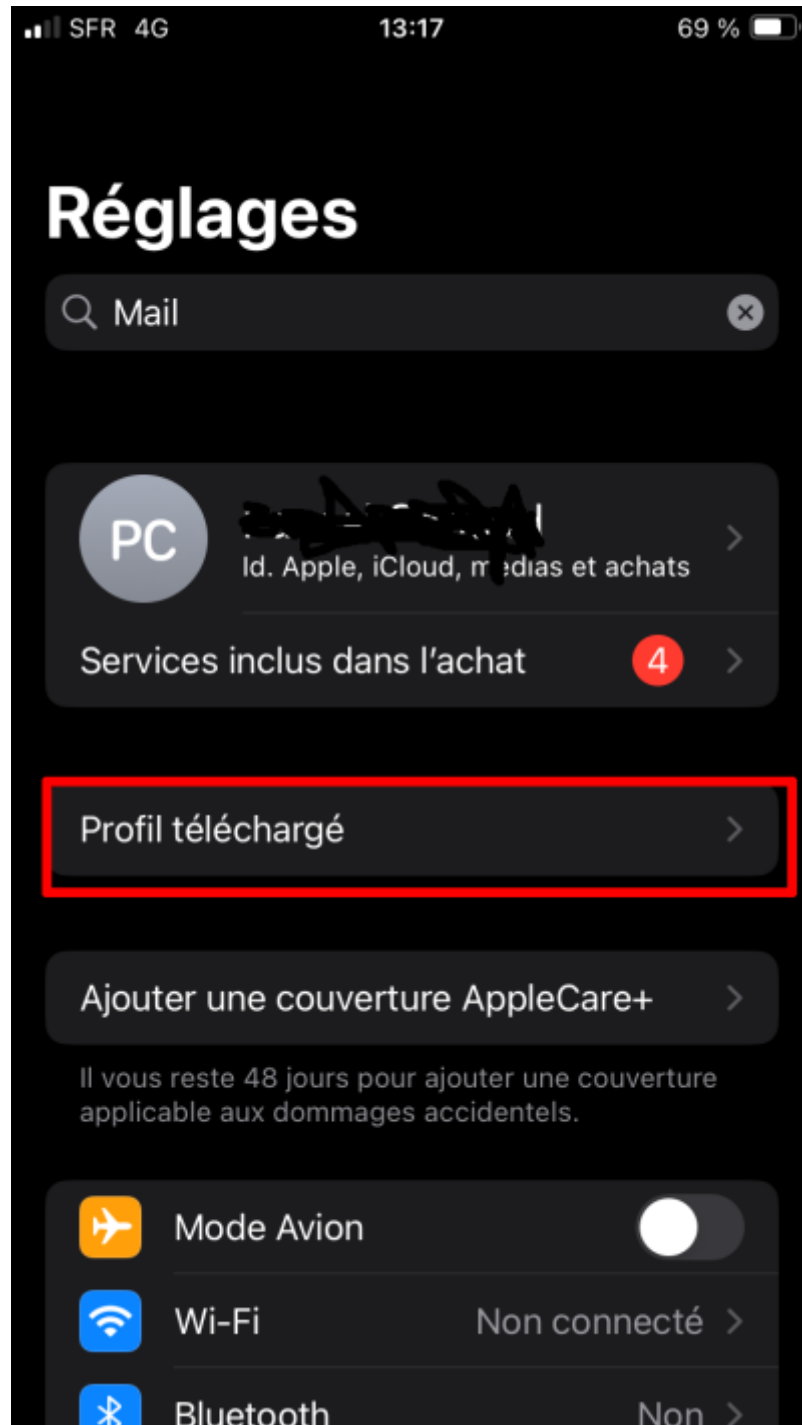 SFR 4G 13:17 69 %
Réglages
Mail
PC
Id. Apple, iCloud, médias et achats
Services inclus dans l'achat 4
Profil téléchargé
Ajouter une couverture AppleCare+
Il vous reste 48 jours pour ajouter une couverture
applicable aux dommages accidentels.
Mode Avion
Wi-Fi Non connecté
Bluetooth Non